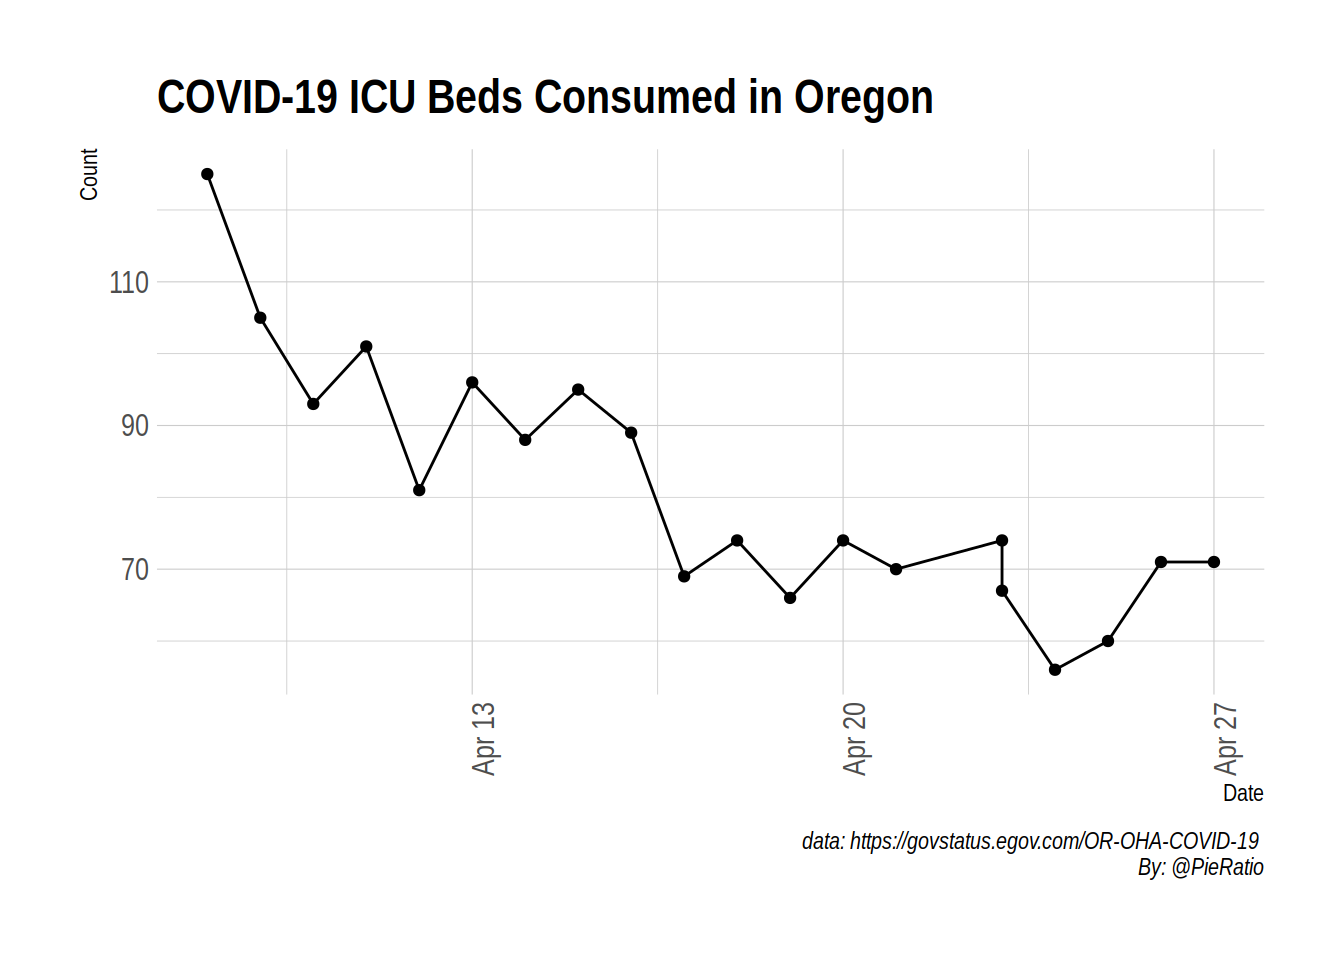 COVID-19 ICU Beds Consumed in Oregon
Count
110
90
70
Apr 13
Apr 20
Apr 27
Date
data: https://govstatus.egov.com/OR-OHA-COVID-19
By: @PieRatio